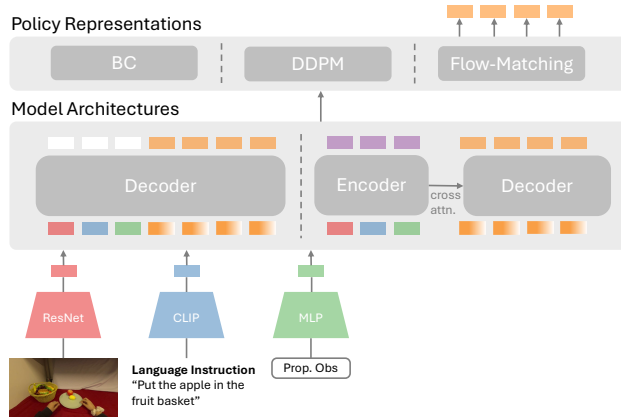 Policy Representations
BC
DDPM
Flow-Matching
Model Architectures
Decoder
Encoder
cross
attn.
Decoder
ResNet
CLIP
MLP
Language Instruction
“Put the apple in the
fruit basket”
Prop. Obs